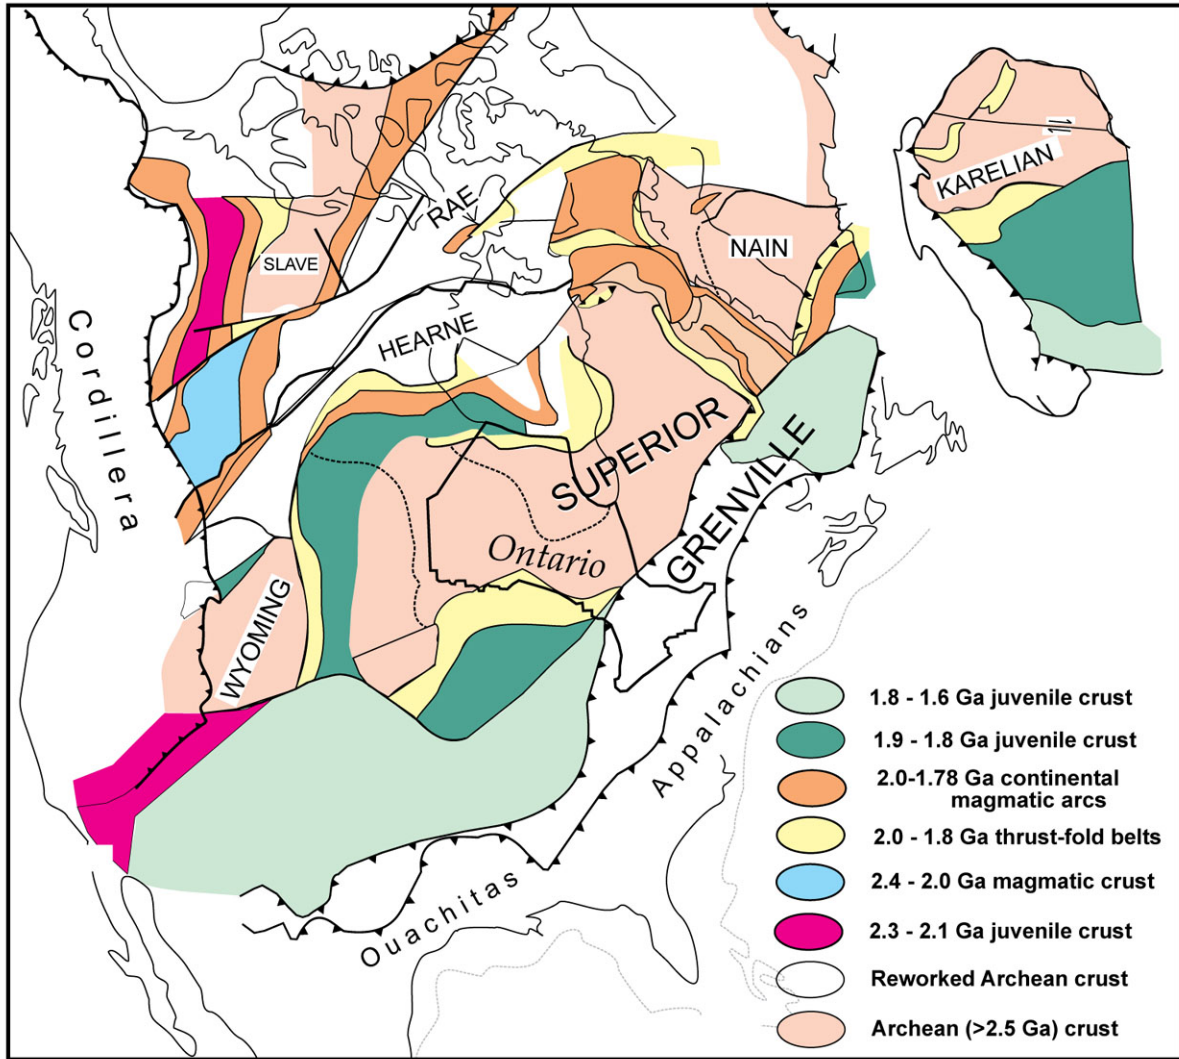 RAE
SLAVE
NAIN
KARELIAN
HEARNE
Cordillera
SUPERIOR
GRENVILLE
Ontario
WYOMING
Appalachians
Ouachitas
1.8 - 1.6 Ga juvenile crust
1.9 - 1.8 Ga juvenile crust
2.0-1.78 Ga continental
magmatic arcs
2.0 - 1.8 Ga thrust-fold belts
2.4 - 2.0 Ga magmatic crust
2.3 - 2.1 Ga juvenile crust
Reworked Archean crust
Archean (>2.5 Ga) crust